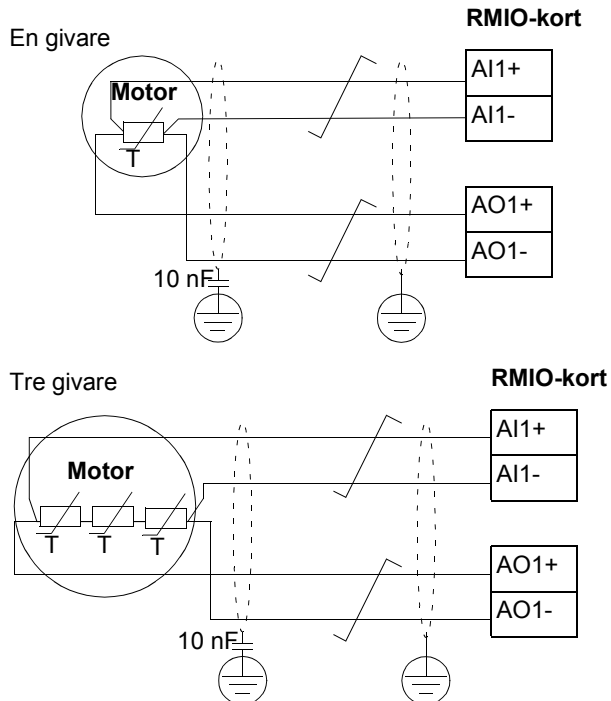 RMIO-kort
En givare
AI1+
Motor
AI1-
T
AO1+
AO1-
10 nF
Tre givare
RMIO-kort
AI1+
Motor
AI1-
T T T
AO1+
AO1-
10 nF